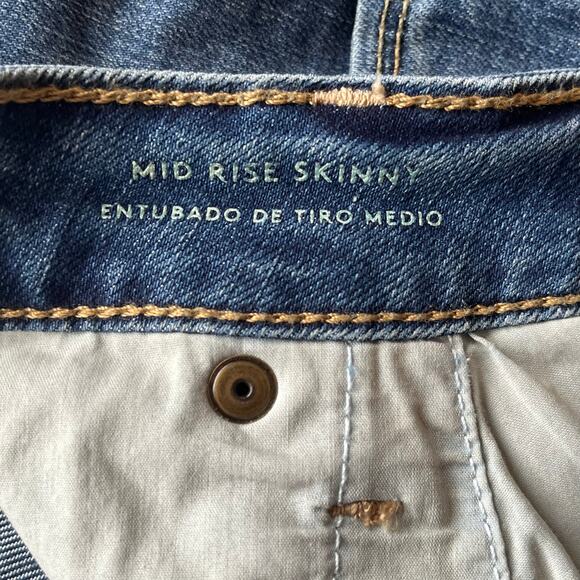 MID RISE SKINNY
ENTUBADO DE TIRO MEDIO